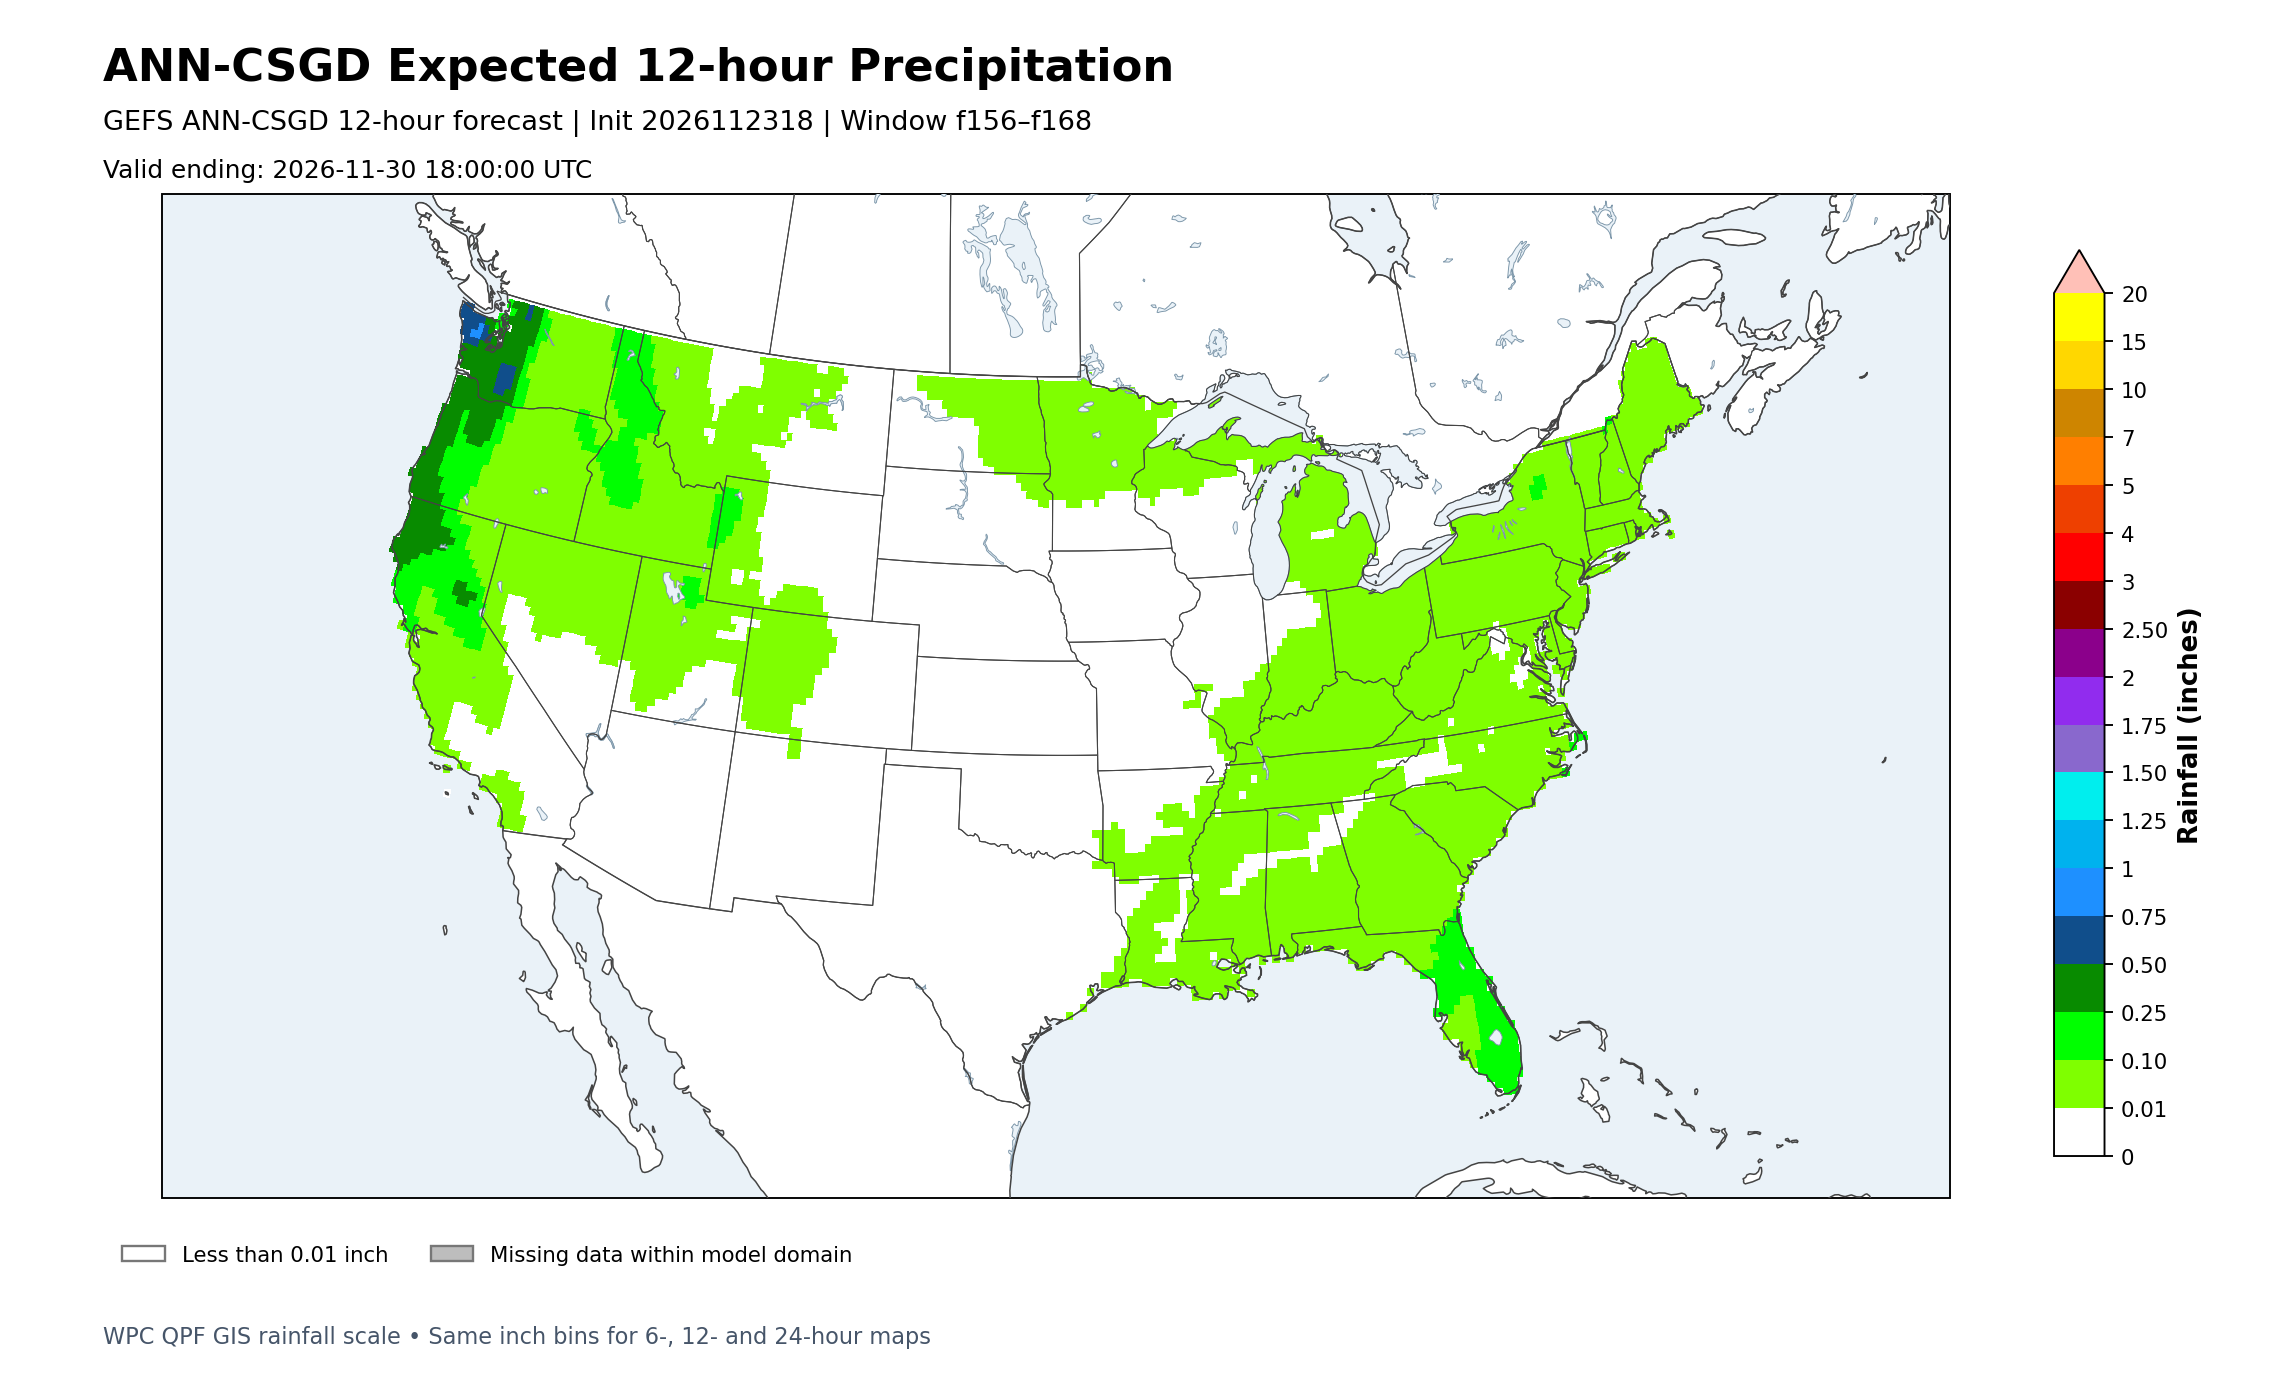 ANN-CSGD Expected 12-hour Precipitation
GEFS ANN-CSGD 12-hour forecast | Init 2026112318 | Window f156–f168
Valid ending: 2026-11-30 18:00:00 UTC
20
15
10
7
5
4
3
2.50
2
1.75
1.50
1.25
1
0.75
0.50
0.25
0.10
0.01
0
Rainfall (inches)
Less than 0.01 inch
Missing data within model domain
WPC QPF GIS rainfall scale • Same inch bins for 6-, 12- and 24-hour maps